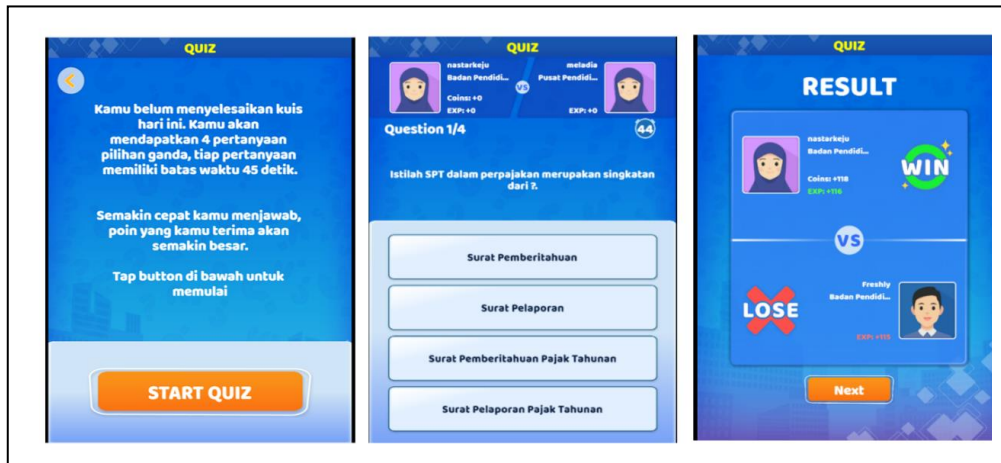 QUIZ
Kamu belum menyelesaikan kuis
hari ini. Kamu akan
mendapatkan 4 pertanyaan
pilihan ganda, tiap pertanyaan
memiliki batas waktu 45 detik.
Semakin cepat kamu menjawab,
poin yang kamu terima akan
semakin besar.
Tap button di bawah untuk
memulai
START QUIZ
QUIZ
nastarkeju
Badan Pendidi...
Coins: +0
EXP: +0
VS
meladia
Pusat Pendidi...
EXP: +0
Question 1/4
44
Istilah SPT dalam perpajakan merupakan singkatan
dari ?.
Surat Pemberitahuan
Surat Pelaporan
Surat Pemberitahuan Pajak Tahunan
Surat Pelaporan Pajak Tahunan
QUIZ
RESULT
nastarkeju
Badan Pendidi...
Coins: +118
EXP: +116
WIN
VS
LOSE
Freshly
Badan Pendidi...
EXP: +115
Next